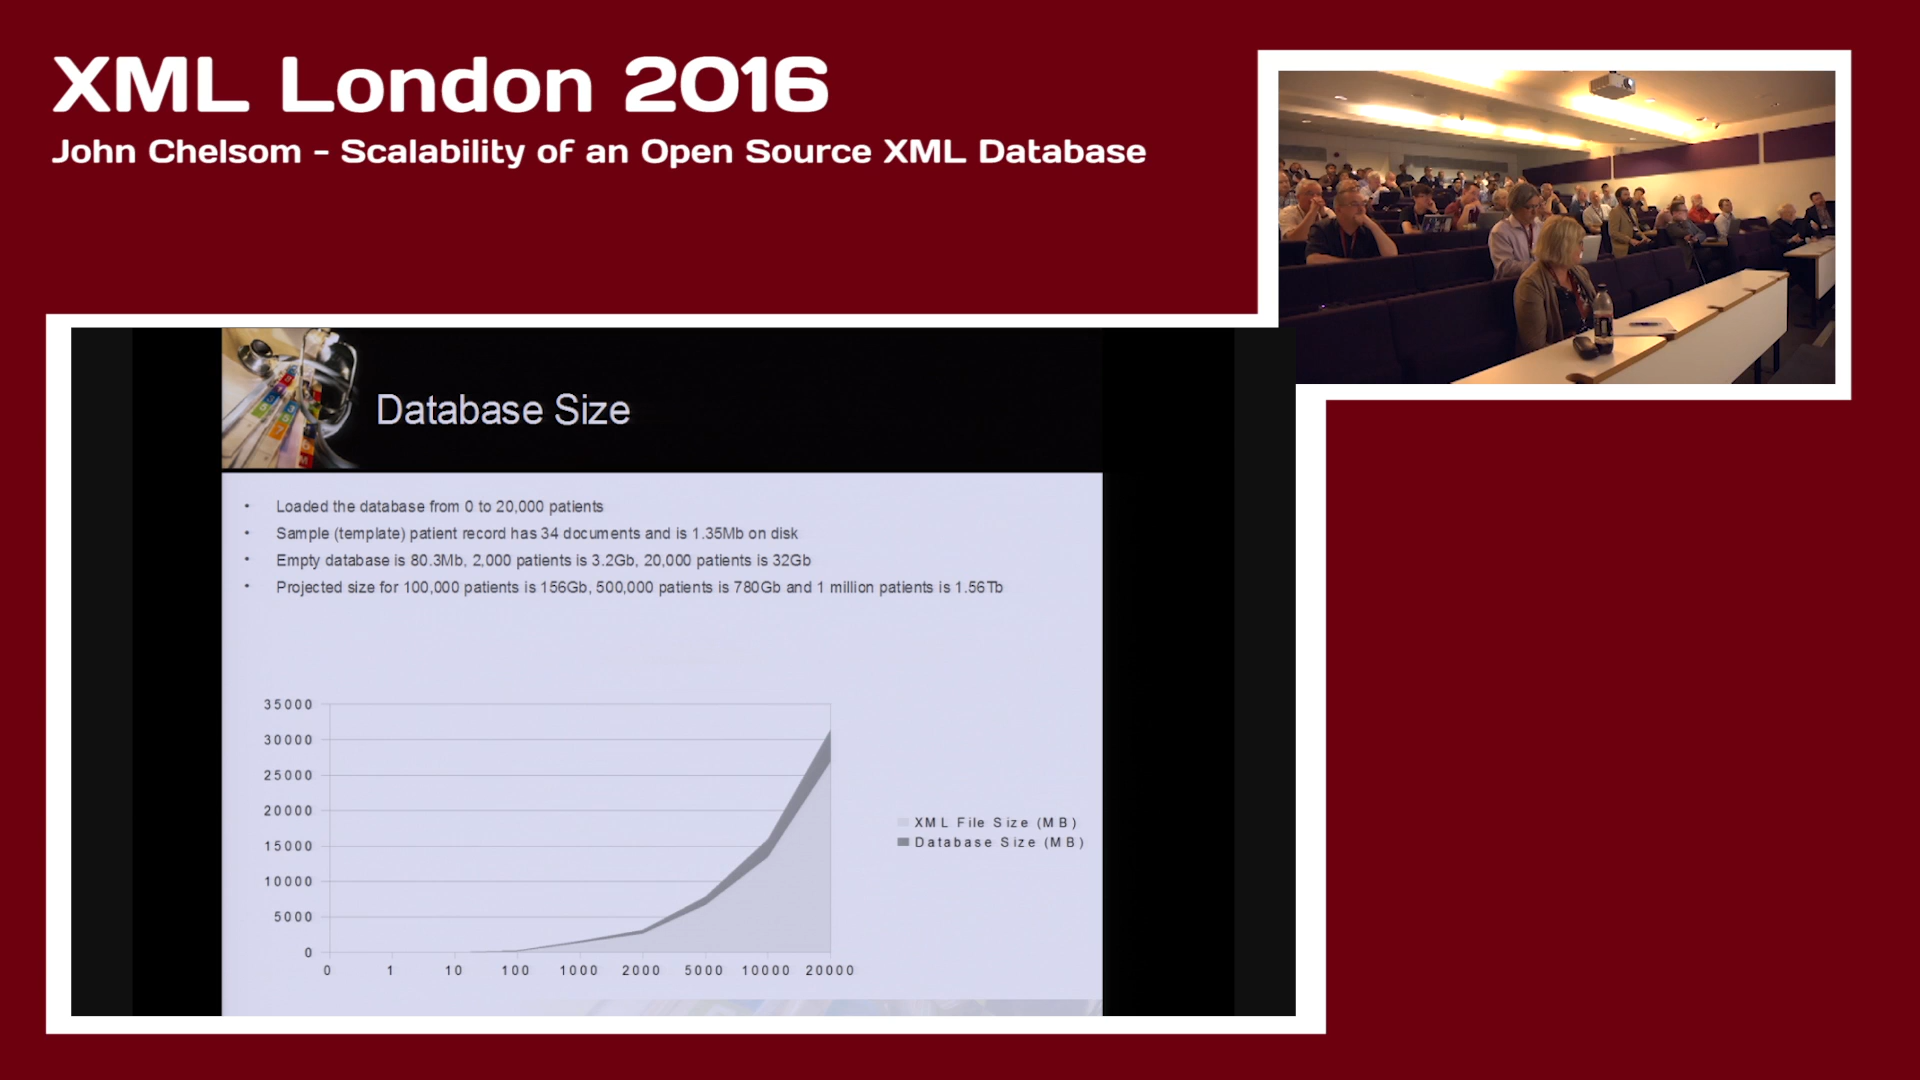 XML London 2016
John Chelsom - Scalability of an Open Source XML Database
Database Size
• Loaded the database from 0 to 20,000 patients
• Sample (template) patient record has 34 documents and is 1.35Mb on disk
• Empty database is 80.3Mb, 2,000 patients is 3.2Gb, 20,000 patients is 32Gb
• Projected size for 100,000 patients is 156Gb, 500,000 patients is 780Gb and 1 million patients is 1.56Tb
35000
30000
25000
20000
15000
10000
5000
0
0 1 10 100 1000 2000 5000 10000 20000
XML File Size (MB)
Database Size (MB)